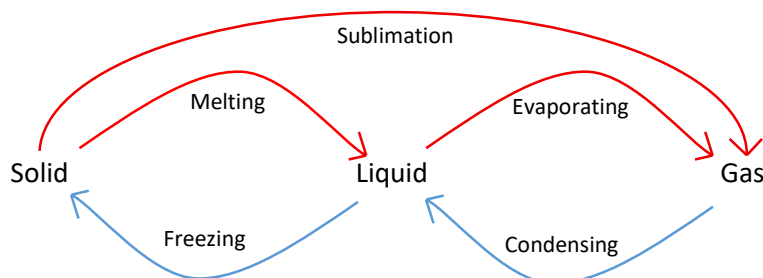 Sublimation
Melting
Evaporating
Solid
Liquid
Gas
Freezing
Condensing